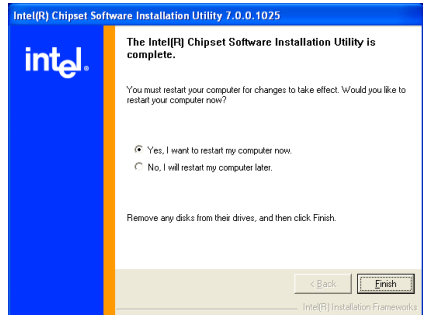 Intel(R) Chipset Software Installation Utility 7.0.0.1025
intel®
The Intel(R) Chipset Software Installation Utility is
complete.
You must restart your computer for changes to take effect. Would you like to
restart your computer now?
Yes, I want to restart my computer now.
No, I will restart my computer later.
Remove any disks from their drives, and then click Finish.
< Back
Finish
Intel(R) Installation Frameworks